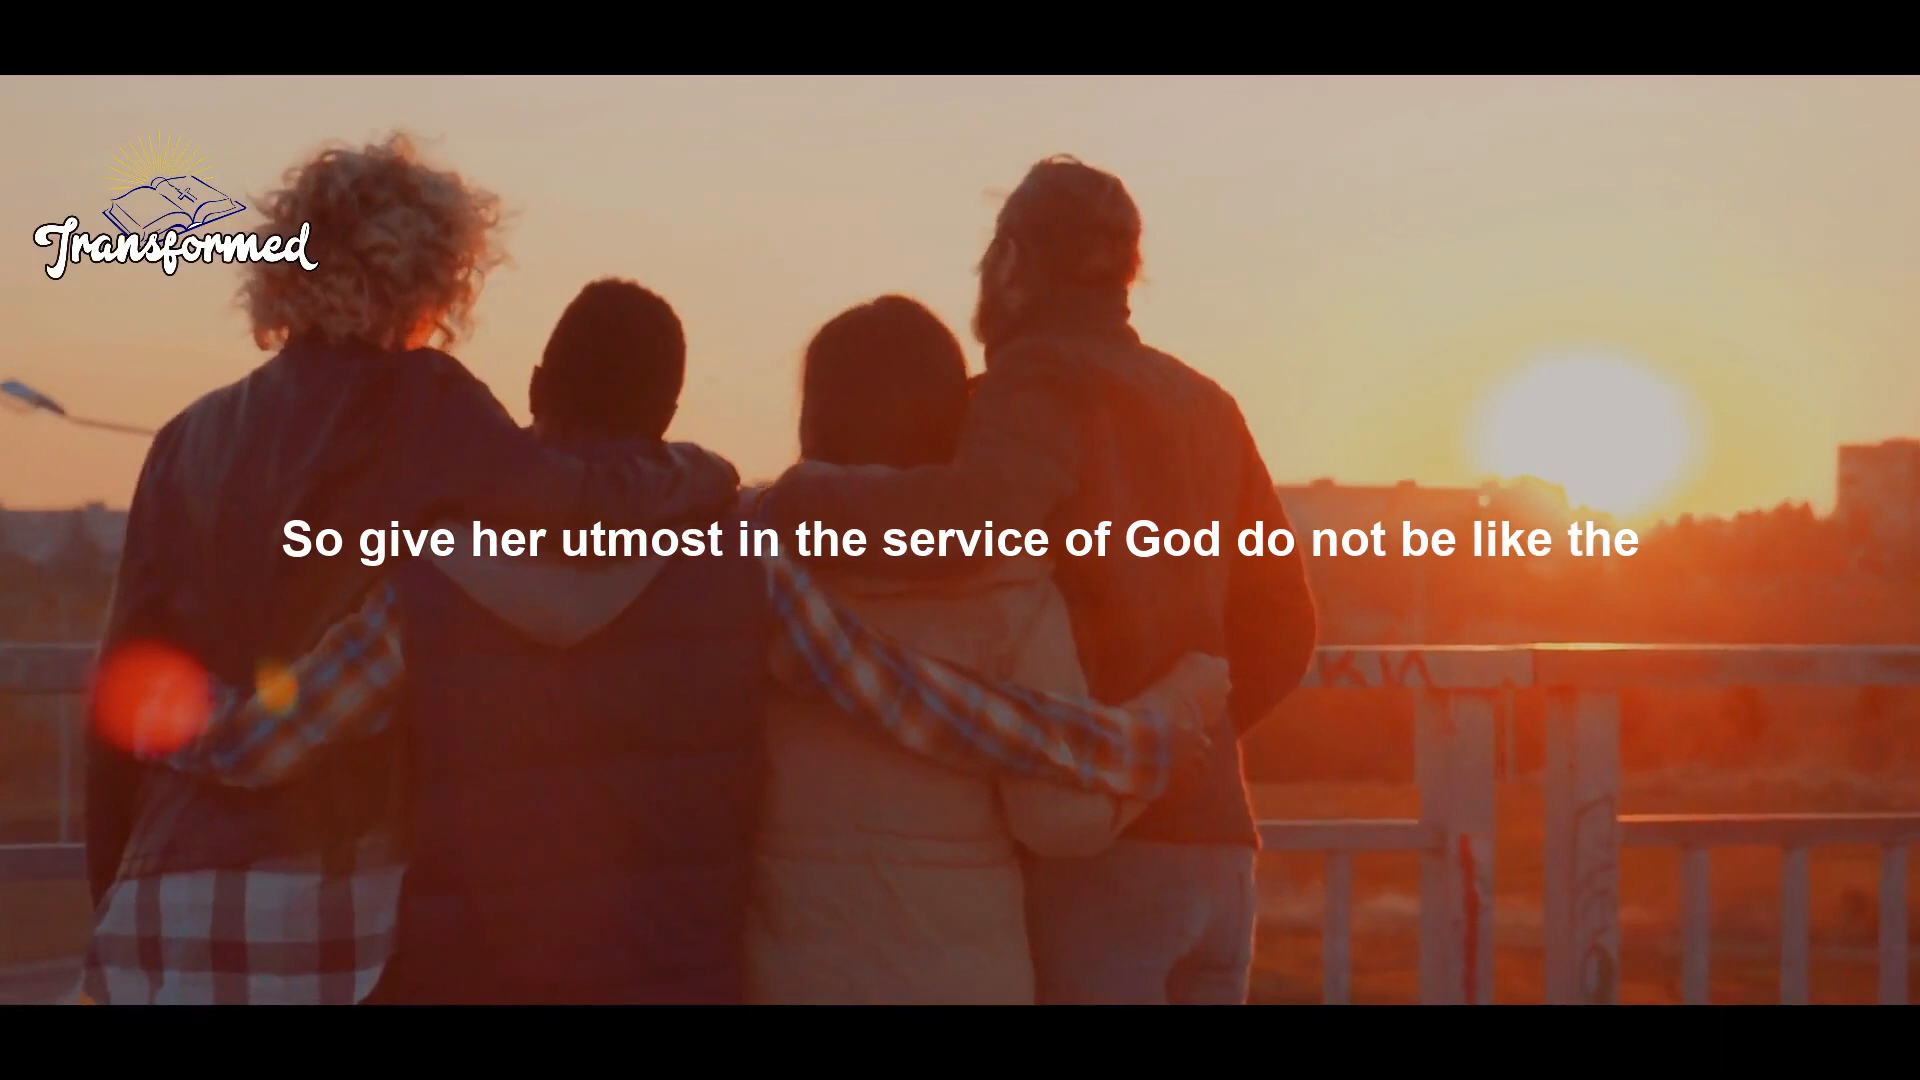 Transformed
So give her utmost in the service of God do not be like the